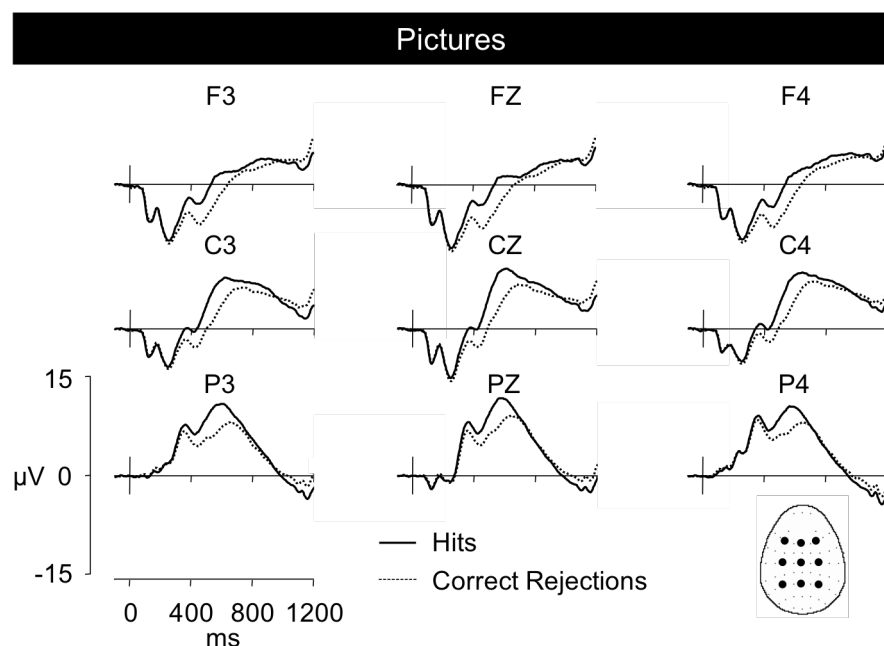 Pictures
F3 FZ F4
C3 CZ C4
15
P3 PZ P4
µV 0
Hits
-15
Correct Rejections
0 400 800 1200
ms